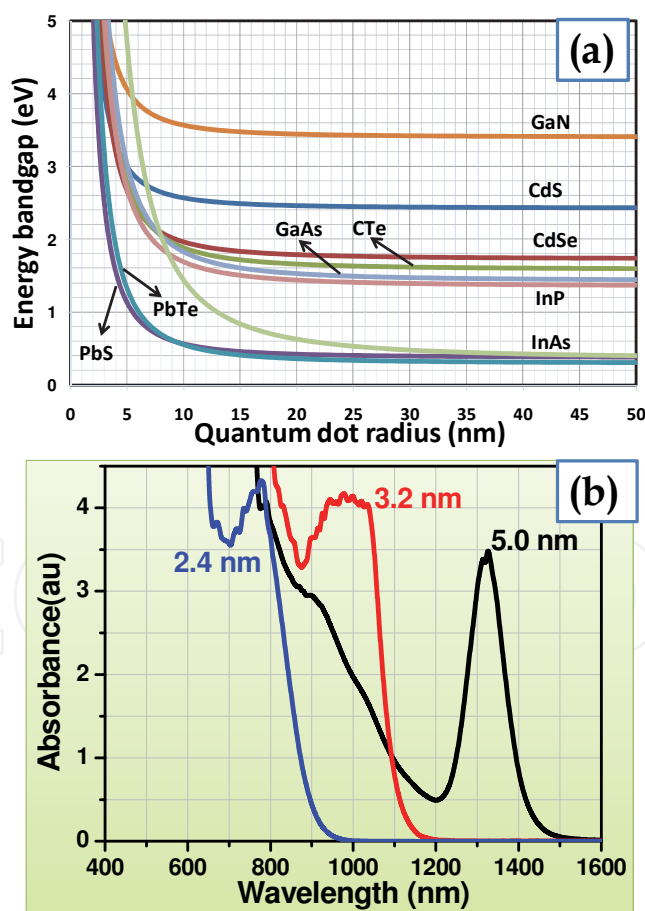 (a)
Energy bandgap (eV)
5
4
3
2
1
0
GaN
CdS
CdSe
GaAs
CTe
InP
InAs
PbTe
PbS
0 5 10 15 20 25 30 35 40 45 50
Quantum dot radius (nm)
(b)
Absorbance(au)
4
3
2
1
0
2.4 nm
3.2 nm
5.0 nm
400 600 800 1000 1200 1400 1600
Wavelength (nm)